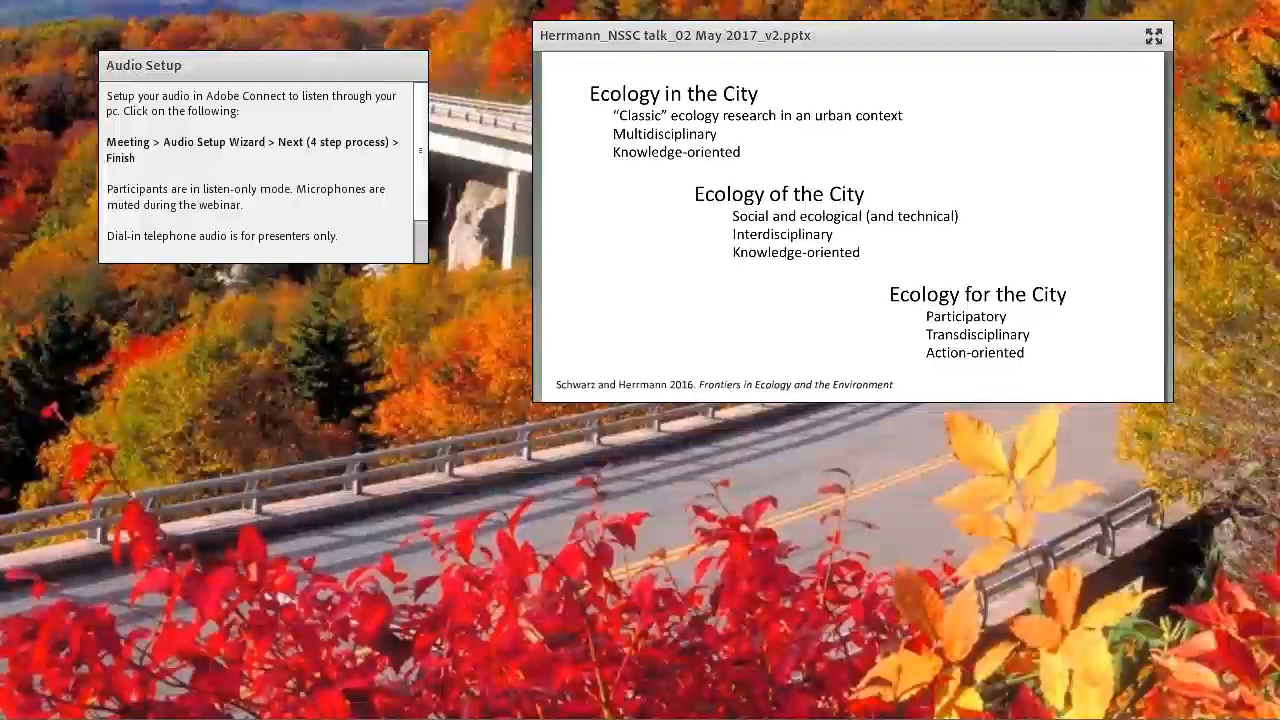 Audio Setup
Setup your audio in Adobe Connect to listen through your
pc. Click on the following:
Meeting > Audio Setup Wizard > Next (4 step process) >
Finish
Participants are in listen-only mode. Microphones are
muted during the webinar.
Dial-in telephone audio is for presenters only.
Herrmann_NSSC talk_02 May 2017_v2.pptx
Ecology in the City
“Classic” ecology research in an urban context
Multidisciplinary
Knowledge-oriented
Ecology of the City
Social and ecological (and technical)
Interdisciplinary
Knowledge-oriented
Ecology for the City
Participatory
Transdisciplinary
Action-oriented
Schwarz and Herrmann 2016. Frontiers in Ecology and the Environment